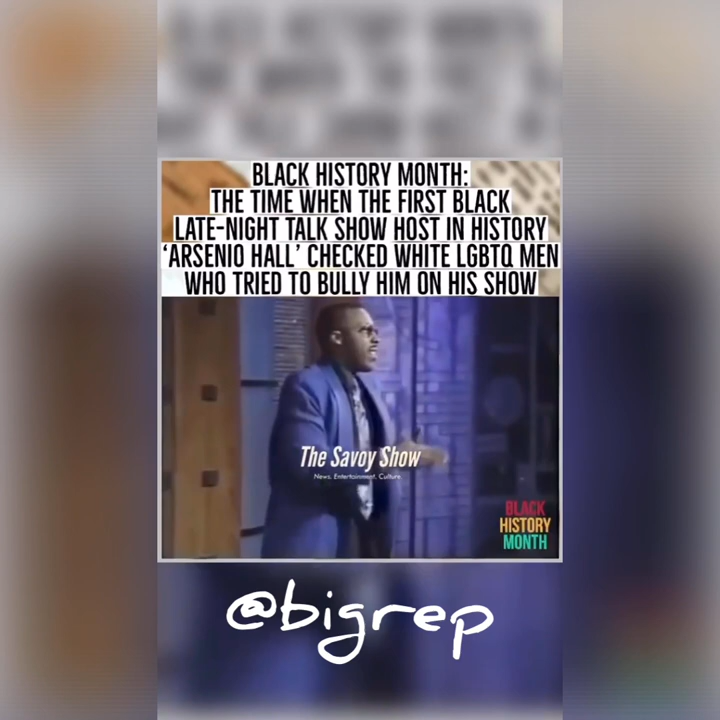 BLACK HISTORY MONTH:
THE TIME WHEN THE FIRST BLACK
LATE-NIGHT TALK SHOW HOST IN HISTORY
‘ARSENIO HALL’ CHECKED WHITE LGBTQ MEN
WHO TRIED TO BULLY HIM ON HIS SHOW
The Savoy Show
News, Entertainment, Culture
BLACK
HISTORY
MONTH
@bigrep